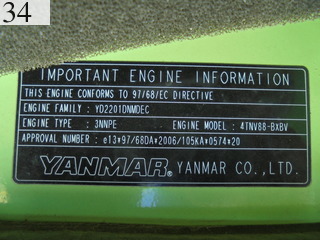 34
IMPORTANT ENGINE INFORMATION
THIS ENGINE CONFORMS TO 97/68/EC DIRECTIVE
ENGINE FAMILY : YD2201DNMDEC
ENGINE TYPE : 3NNPE ENGINE MODEL : 4TNV88-BXBV
APPROVAL NUMBER : e13*97/68DA*2006/105KA*0574*20
YANMAR® YANMAR CO.,LTD.